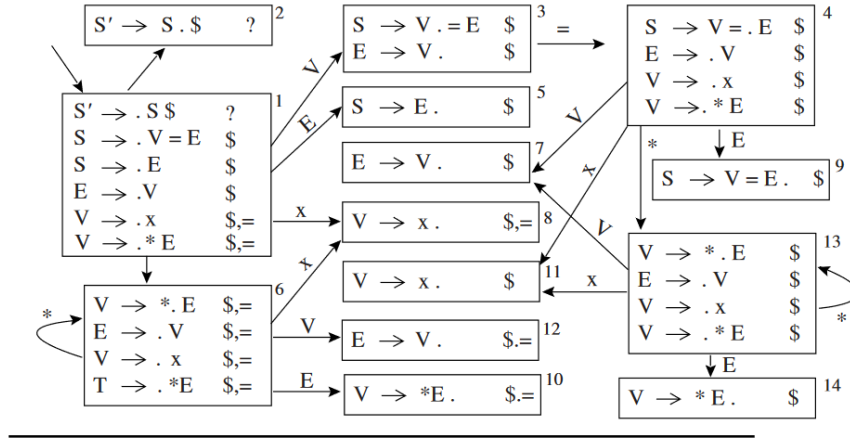 S′ → S . $ ?
2
S → V . = E $
E → V .    $
3
=
S → V = . E $
E → . V $
V → . x $
V → . * E $
4
V
E
S′ → . S $ ?
S → . V = E $
S → . E $
E → .V $
V → .x $,=
V → .* E $,=
1
S → E . $
5
E → V . $
7
V
x
*
E
S → V = E . $
9
x
V → x . $,=
8
V
V → *. E $
E → . V $
V → . x $
V → . * E $
13
*
x
V → x . $
11
x
V → *. E $,=
E → . V $,=
V → . x $,=
T → . *E $,=
6
*
V
E → V . $.=
12
E
V → *E . $.=
10
E
V → * E . $
14